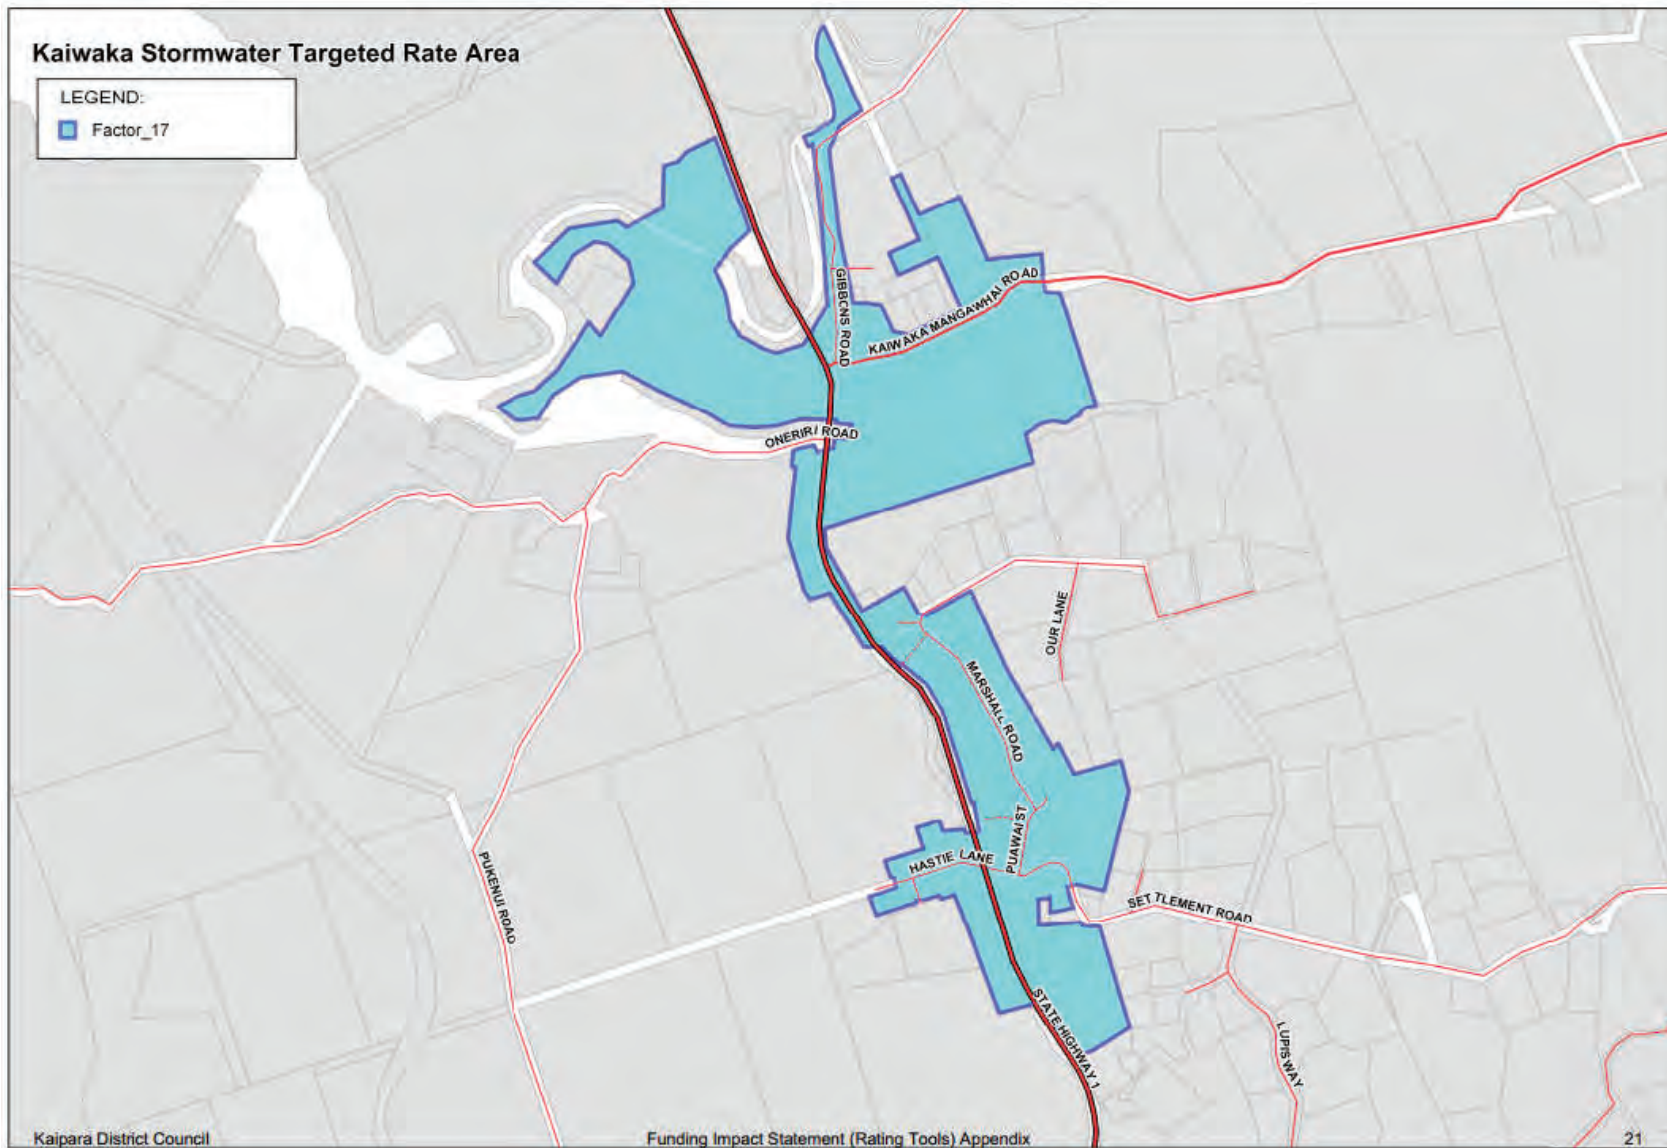 Kaiwaka Stormwater Targeted Rate Area
LEGEND:
Factor_17
GIBBONS ROAD
KAIWAKA MANGAWHAI ROAD
ONERIRI ROAD
OUR LANE
MARSHALL ROAD
PUAWAI ST
HASTIE LANE
PUKENUI ROAD
SETTLEMENT ROAD
STATE HIGHWAY 1
LUPIS WAY
Kaipara District Council
Funding Impact Statement (Rating Tools) Appendix
21